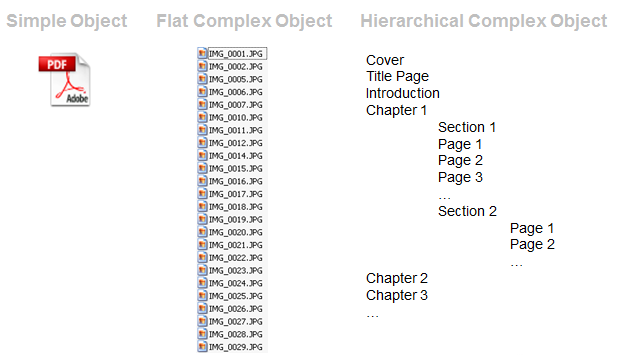 Simple Object
Flat Complex Object
Hierarchical Complex Object
PDF
Adobe
IMG_0001.JPG
IMG_0002.JPG
IMG_0005.JPG
IMG_0006.JPG
IMG_0007.JPG
IMG_0010.JPG
IMG_0011.JPG
IMG_0012.JPG
IMG_0014.JPG
IMG_0015.JPG
IMG_0016.JPG
IMG_0017.JPG
IMG_0018.JPG
IMG_0019.JPG
IMG_0020.JPG
IMG_0021.JPG
IMG_0022.JPG
IMG_0023.JPG
IMG_0024.JPG
IMG_0025.JPG
IMG_0026.JPG
IMG_0027.JPG
IMG_0028.JPG
IMG_0029.JPG
Cover
Title Page
Introduction
Chapter 1
Section 1
Page 1
Page 2
Page 3
...
Section 2
Page 1
Page 2
...
Chapter 2
Chapter 3
...